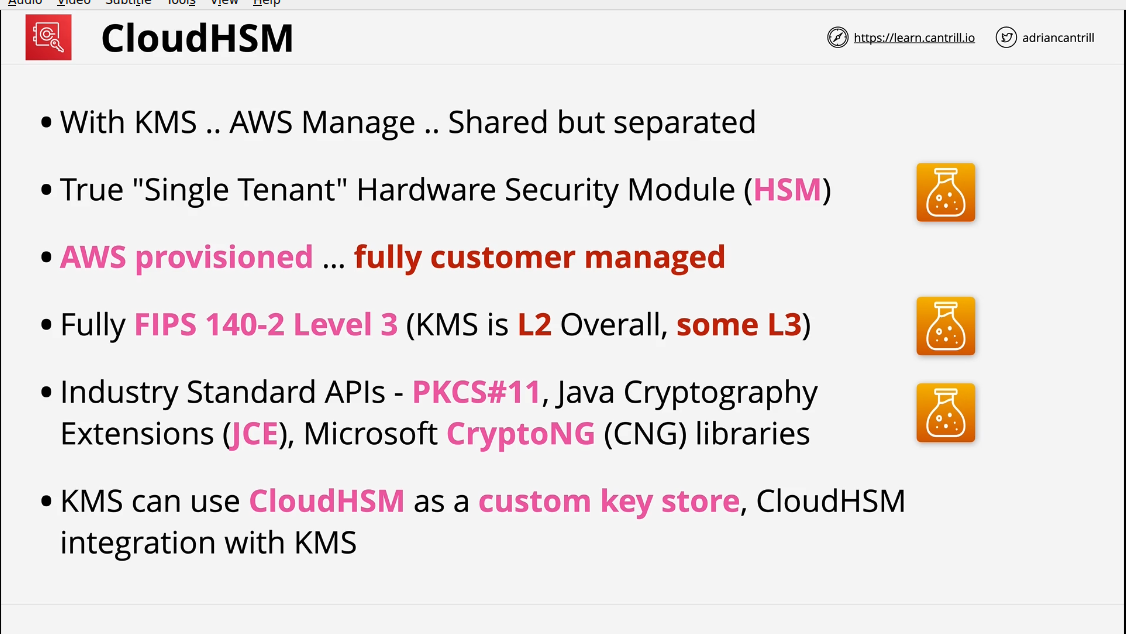 Audio Video Subtitle Tools View Help
CloudHSM
https://learn.cantrill.io
adriancantrill
• With KMS .. AWS Manage .. Shared but separated
• True "Single Tenant" Hardware Security Module (HSM)
• AWS provisioned ... fully customer managed
• Fully FIPS 140-2 Level 3 (KMS is L2 Overall, some L3)
• Industry Standard APIs - PKCS#11, Java Cryptography
Extensions (JCE), Microsoft CryptoNG (CNG) libraries
• KMS can use CloudHSM as a custom key store, CloudHSM
integration with KMS